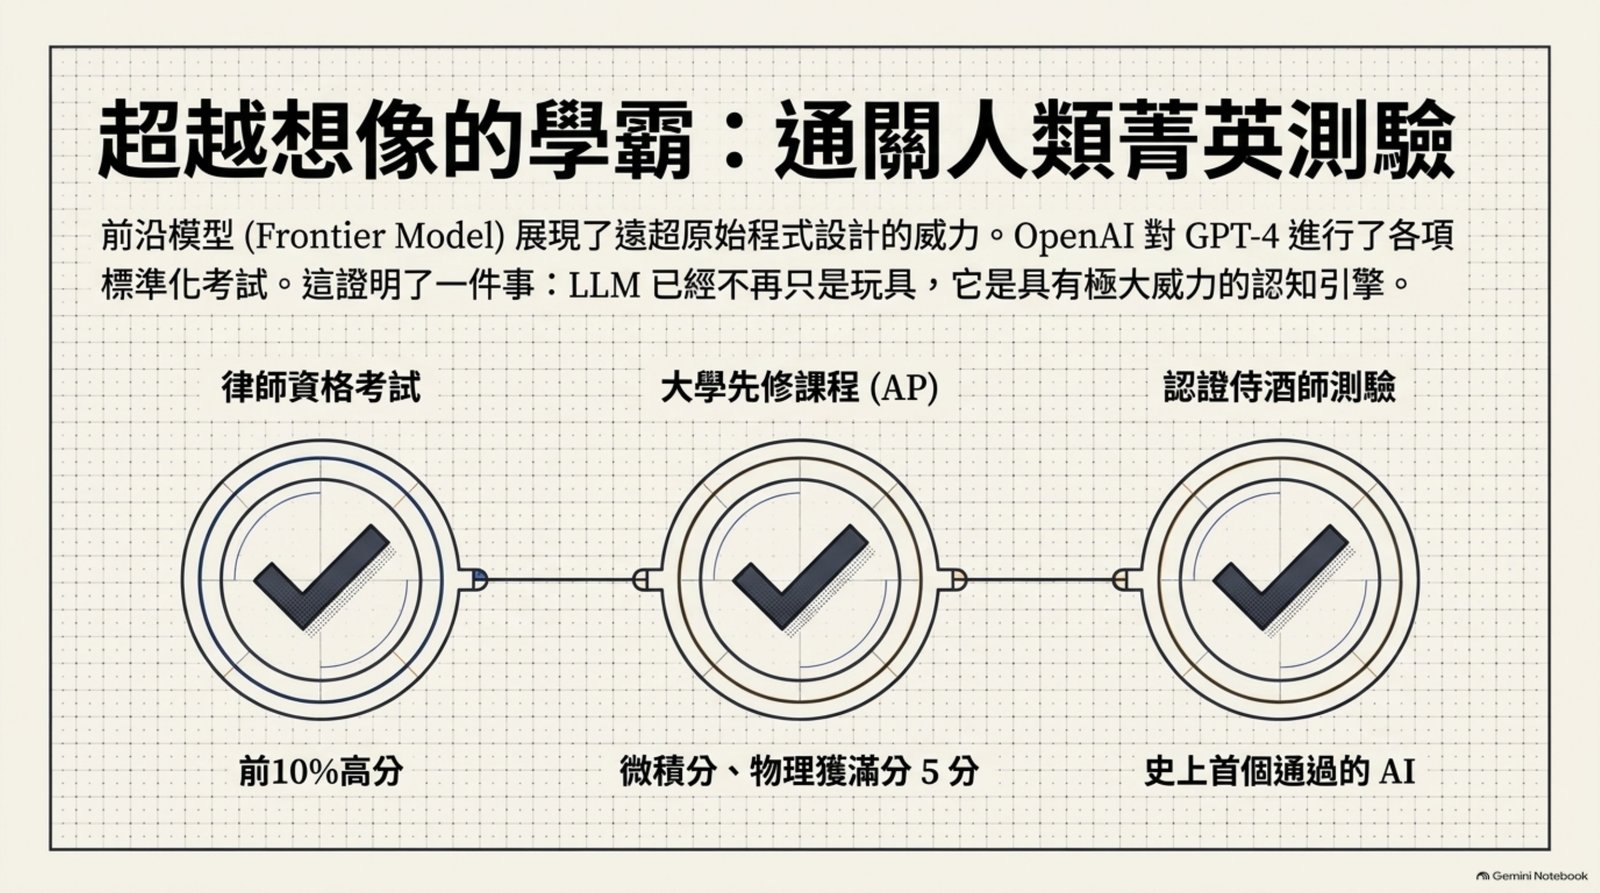 超越想像的學霸：通關人類菁英測驗
前沿模型 (Frontier Model) 展現了遠超原始程式設計的威力。OpenAI 對 GPT-4 進行了各項
標準化考試。這證明了一件事：LLM 已經不再只是玩具，它是具有極大威力的認知引擎。
律師資格考試
大學先修課程 (AP)
認證侍酒師測驗
前10%高分
微積分、物理獲滿分 5 分
史上首個通過的 AI
Gemini Notebook